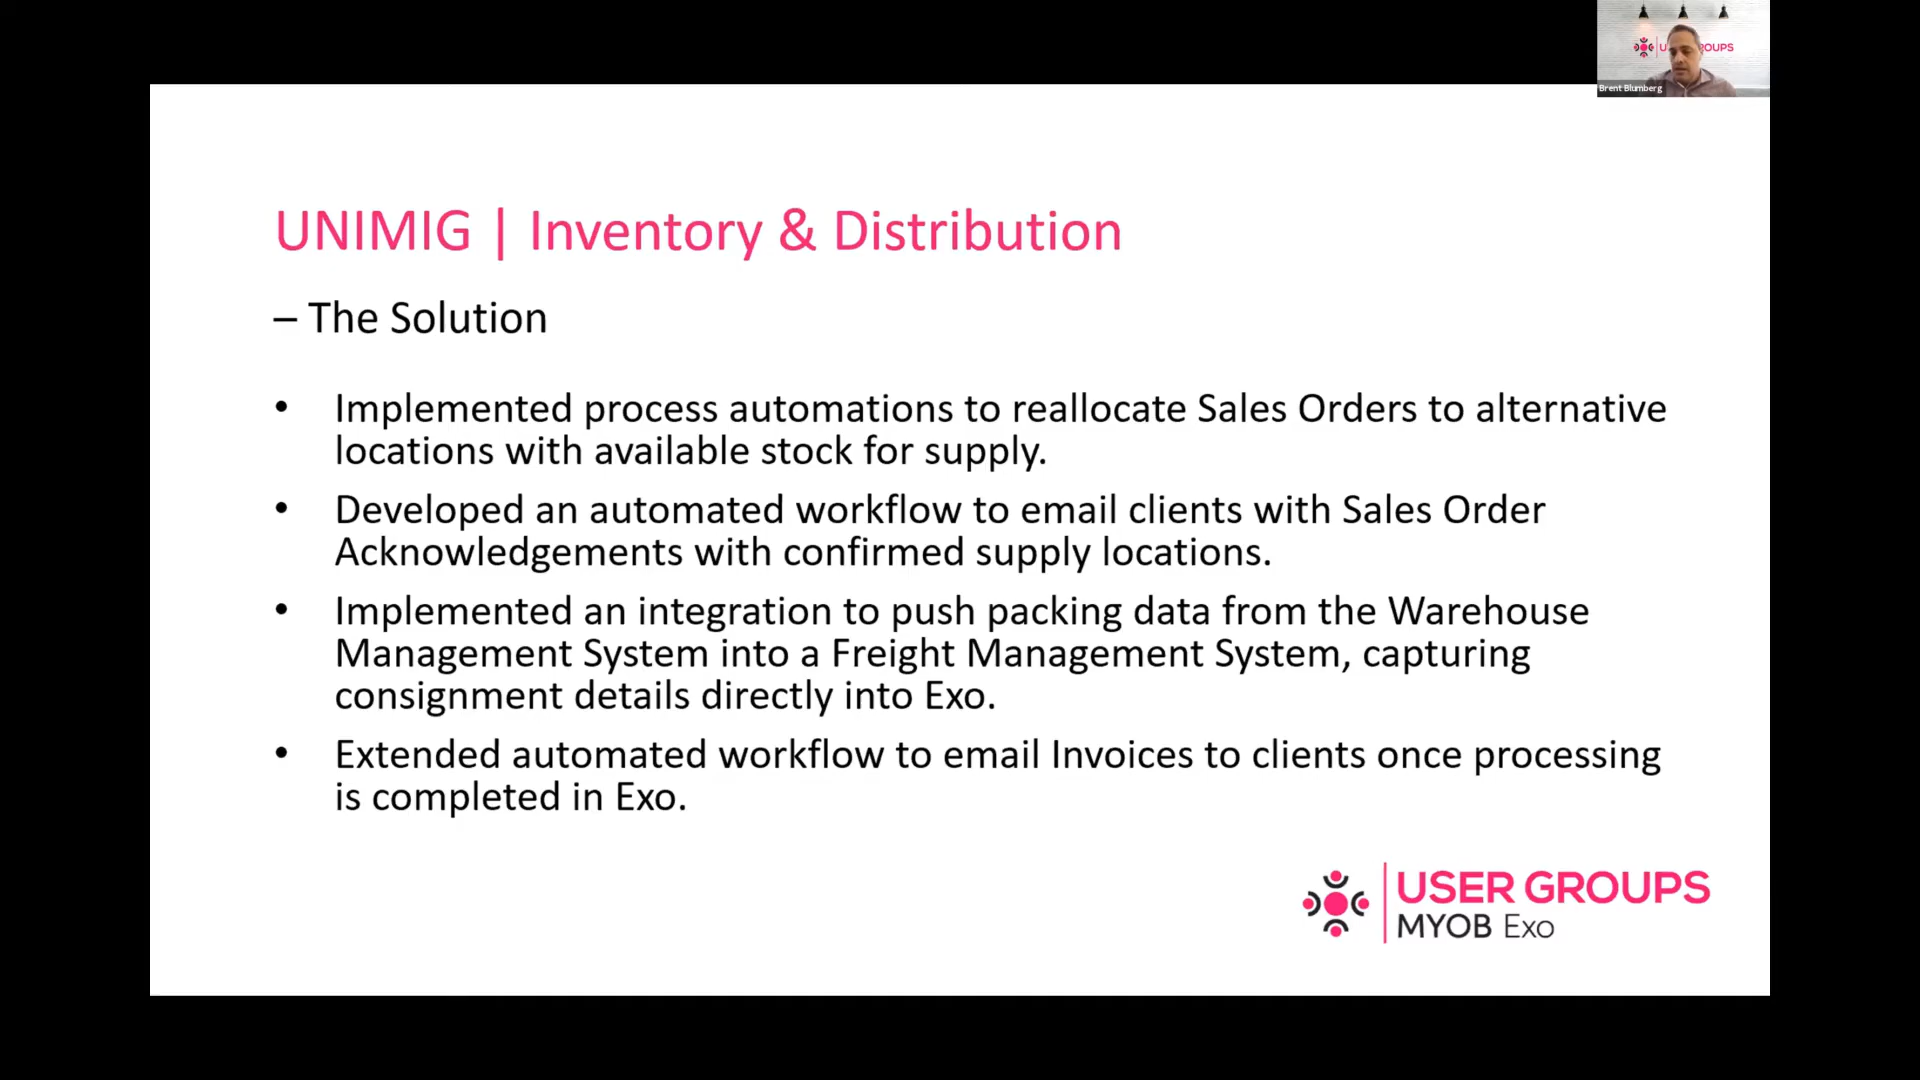 USER GROUPS
Brent Blumberg
UNIMIG | Inventory & Distribution
– The Solution
• Implemented process automations to reallocate Sales Orders to alternative
locations with available stock for supply.
• Developed an automated workflow to email clients with Sales Order
Acknowledgements with confirmed supply locations.
• Implemented an integration to push packing data from the Warehouse
Management System into a Freight Management System, capturing
consignment details directly into Exo.
• Extended automated workflow to email Invoices to clients once processing
is completed in Exo.
USER GROUPS
MYOB Exo